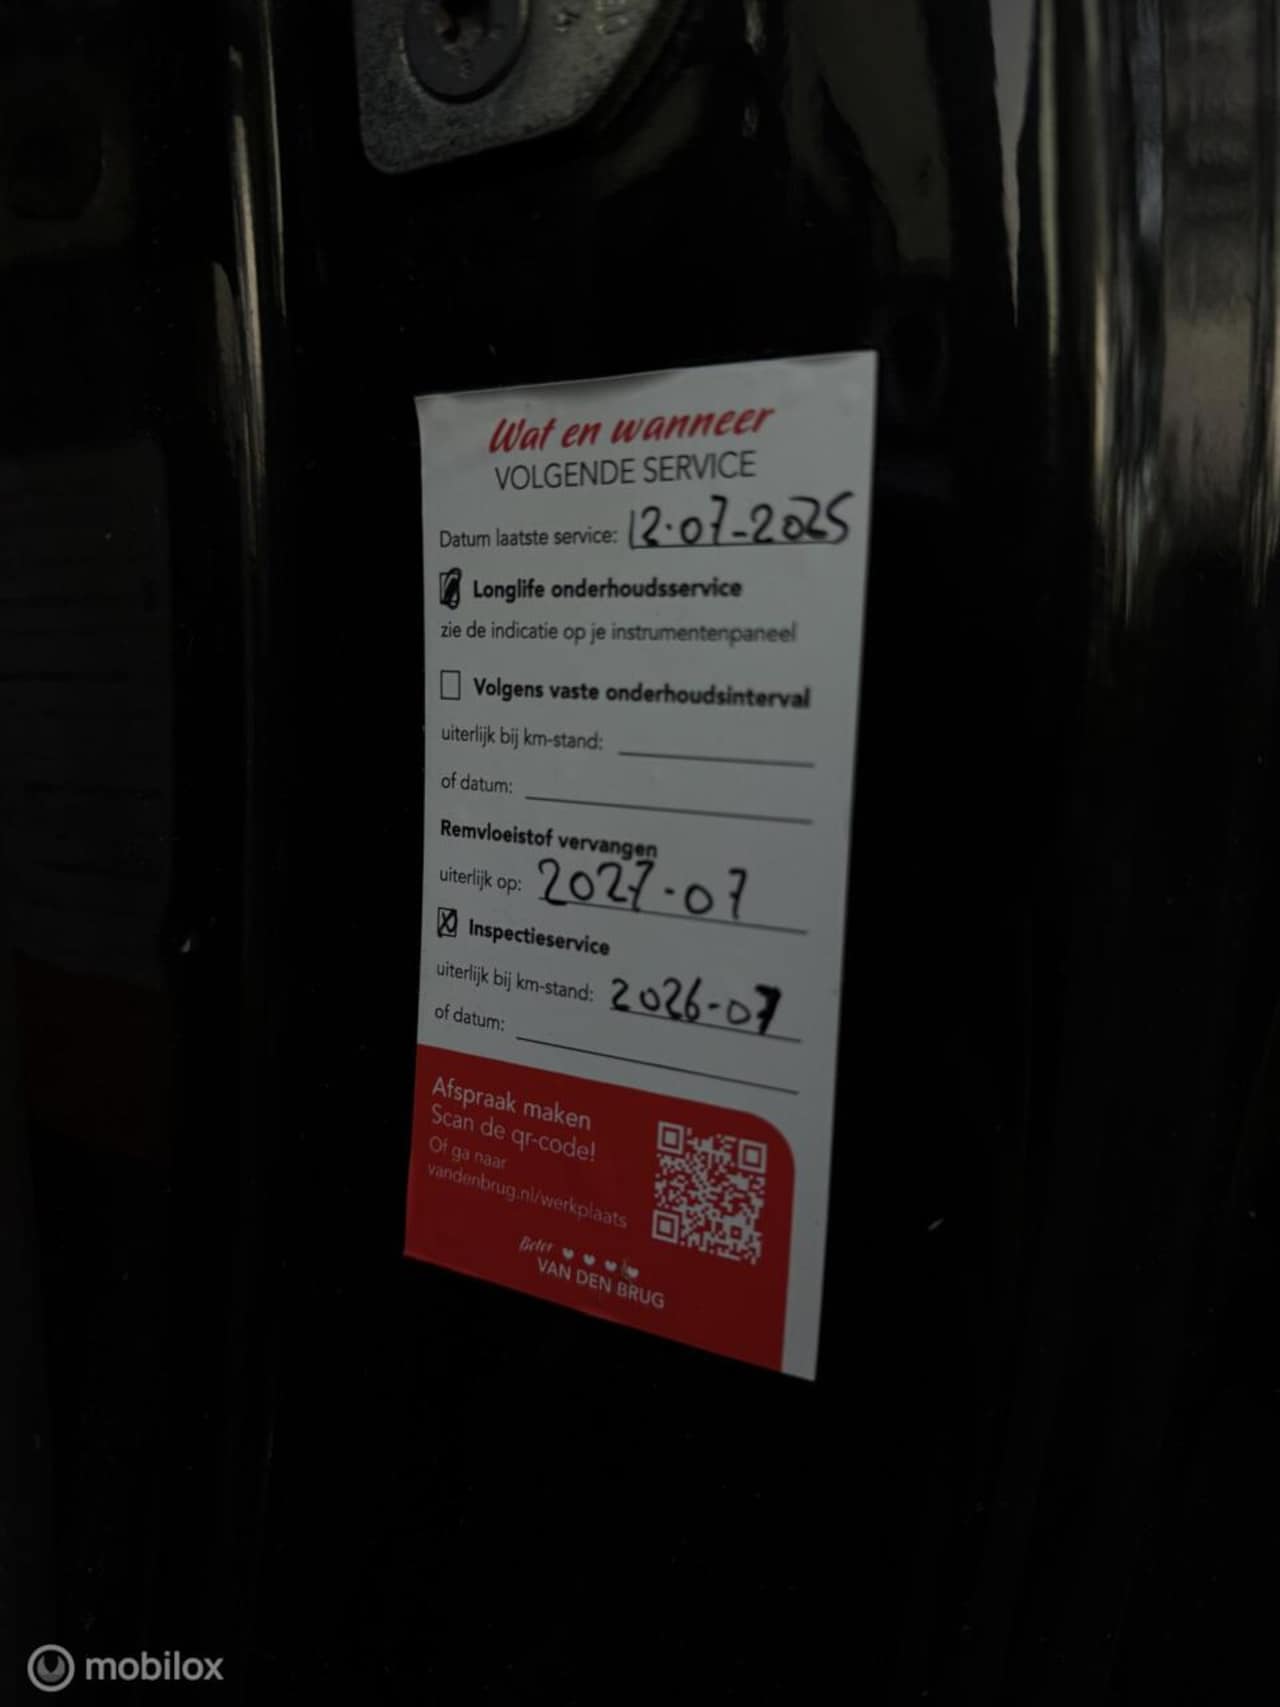 Wat en wanneer
VOLGENDE SERVICE
Datum laatste service: 12-07-2025
Longlife onderhoudsservice
zie de indicatie op je instrumentenpaneel
Volgens vaste onderhoudsinterval
uiterlijk bij km-stand:
of datum:
Remvloeistof vervangen
uiterlijk op: 2027-07
Inspectieservice
uiterlijk bij km-stand: 2026-07
of datum:
Afspraak maken
Scan de qr-code!
Of ga naar
vandenbrug.nl/werkplaats
Beter
VAN DEN BRUG
mobilox